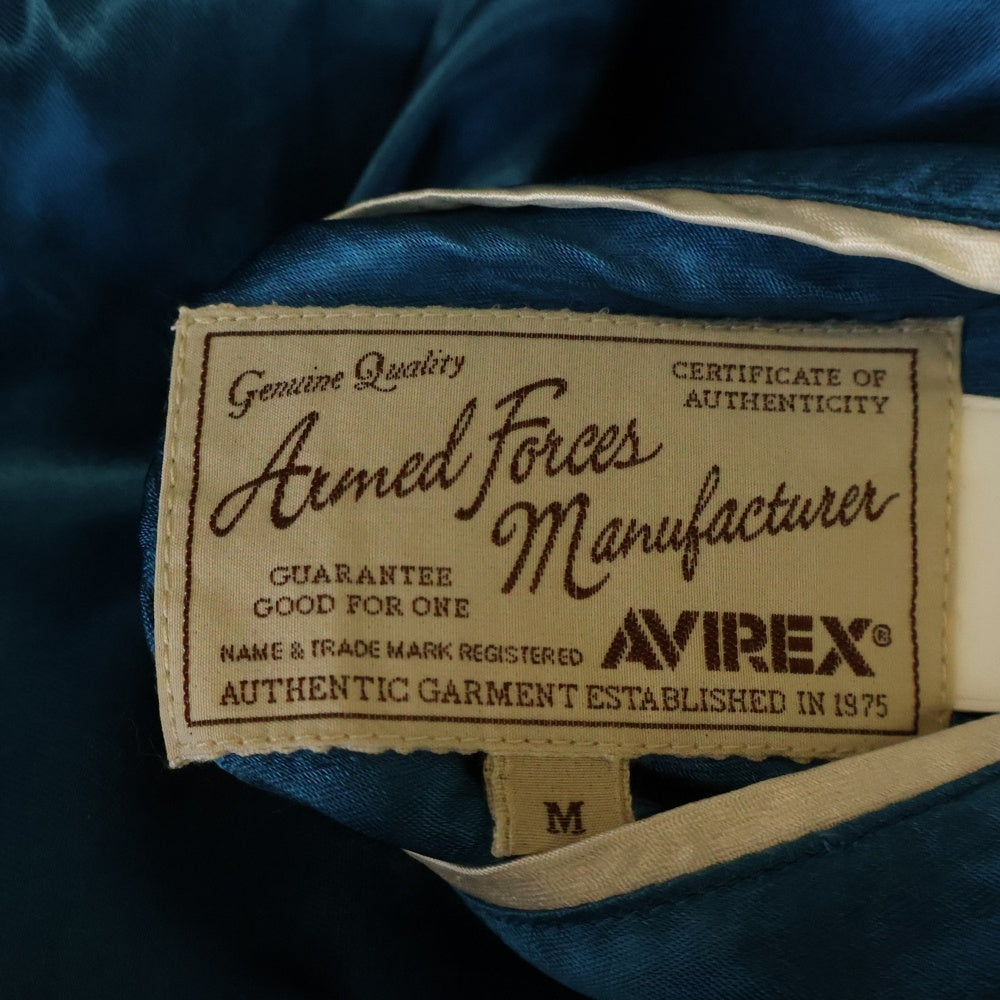 Genuine Quality
CERTIFICATE OF
AUTHENTICITY
Armed Forces
Manufacturer
GUARANTEE
GOOD FOR ONE
NAME & TRADE MARK REGISTERED
AVIREX®
AUTHENTIC GARMENT ESTABLISHED IN 1975
M